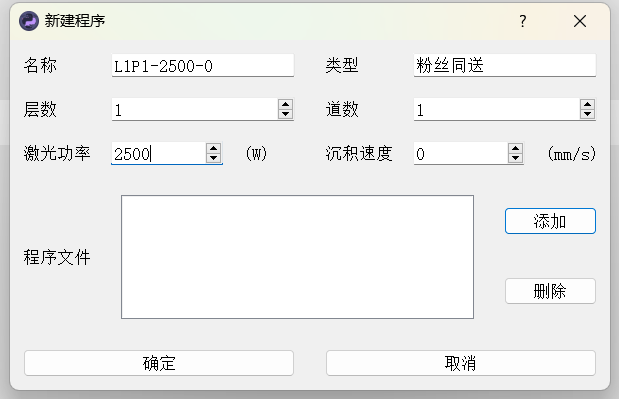 新建程序
名称 L1P1-2500-0 类型 粉丝同送
层数 1 道数 1
激光功率 2500 (W) 沉积速度 0 (mm/s)
添加
程序文件
删除
确定 取消